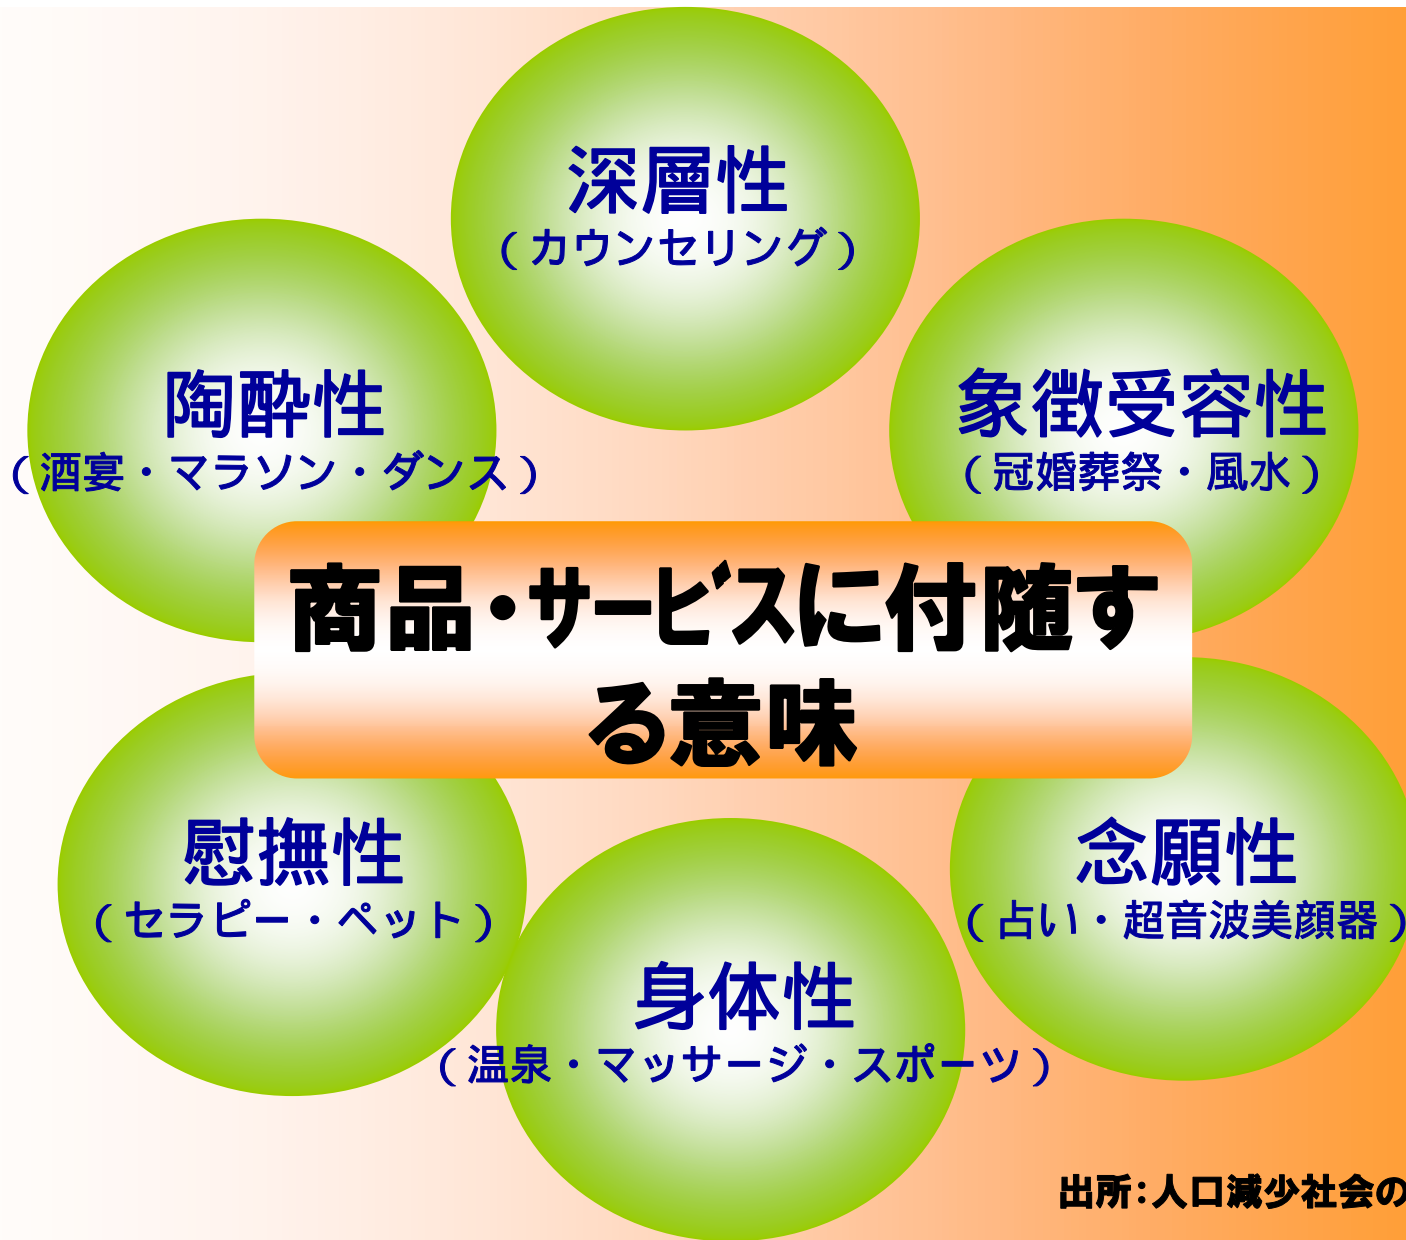 深層性
（カウンセリング）
陶酔性
（酒宴・マラソン・ダンス）
象徴受容性
（冠婚葬祭・風水）
商品・サービスに付随す
る意味
慰撫性
（セラピー・ペット）
念願性
（占い・超音波美顔器）
身体性
（温泉・マッサージ・スポーツ）
出所：人口減少社会の